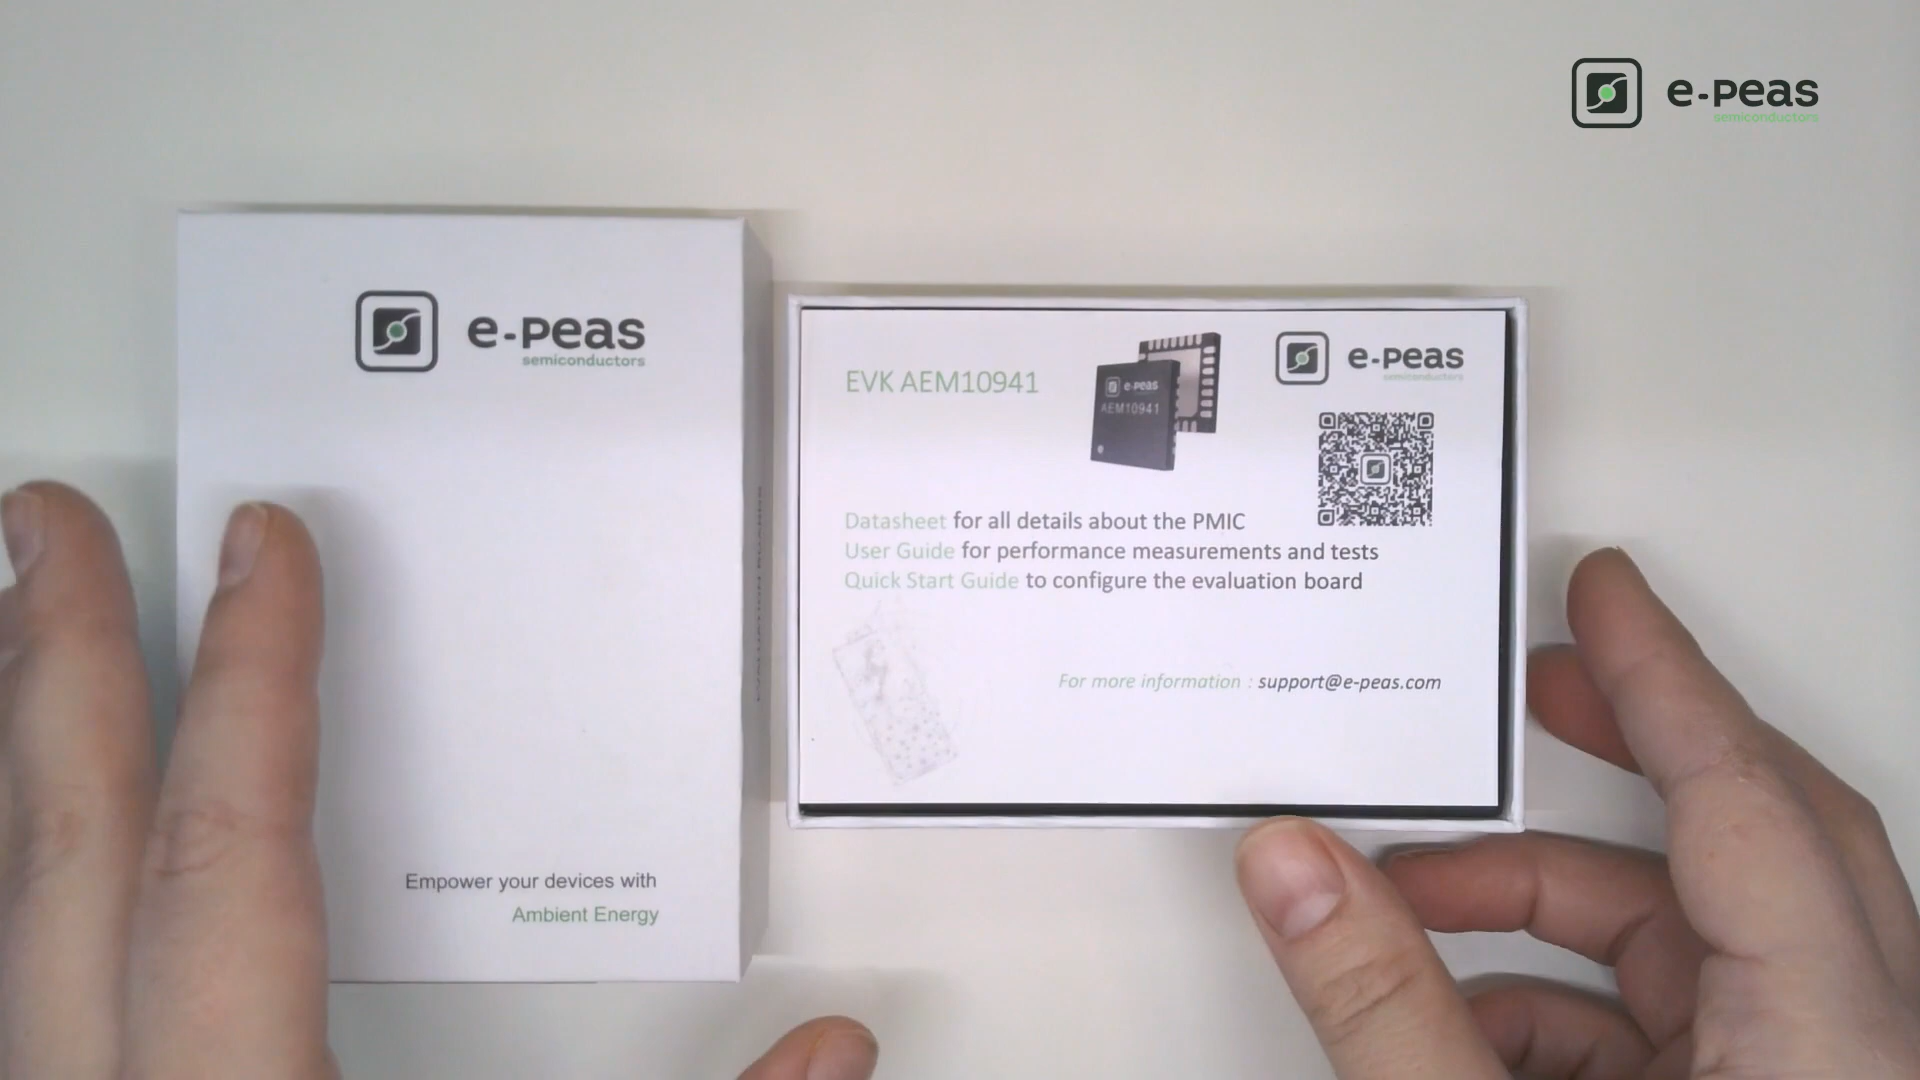 e-peas
semiconductors
e-peas
semiconductors
Empower your devices with
Ambient Energy
EVK AEM10941
e-peas
AEM10941
e-peas
semiconductors
Datasheet for all details about the PMIC
User Guide for performance measurements and tests
Quick Start Guide to configure the evaluation board
For more information : support@e-peas.com